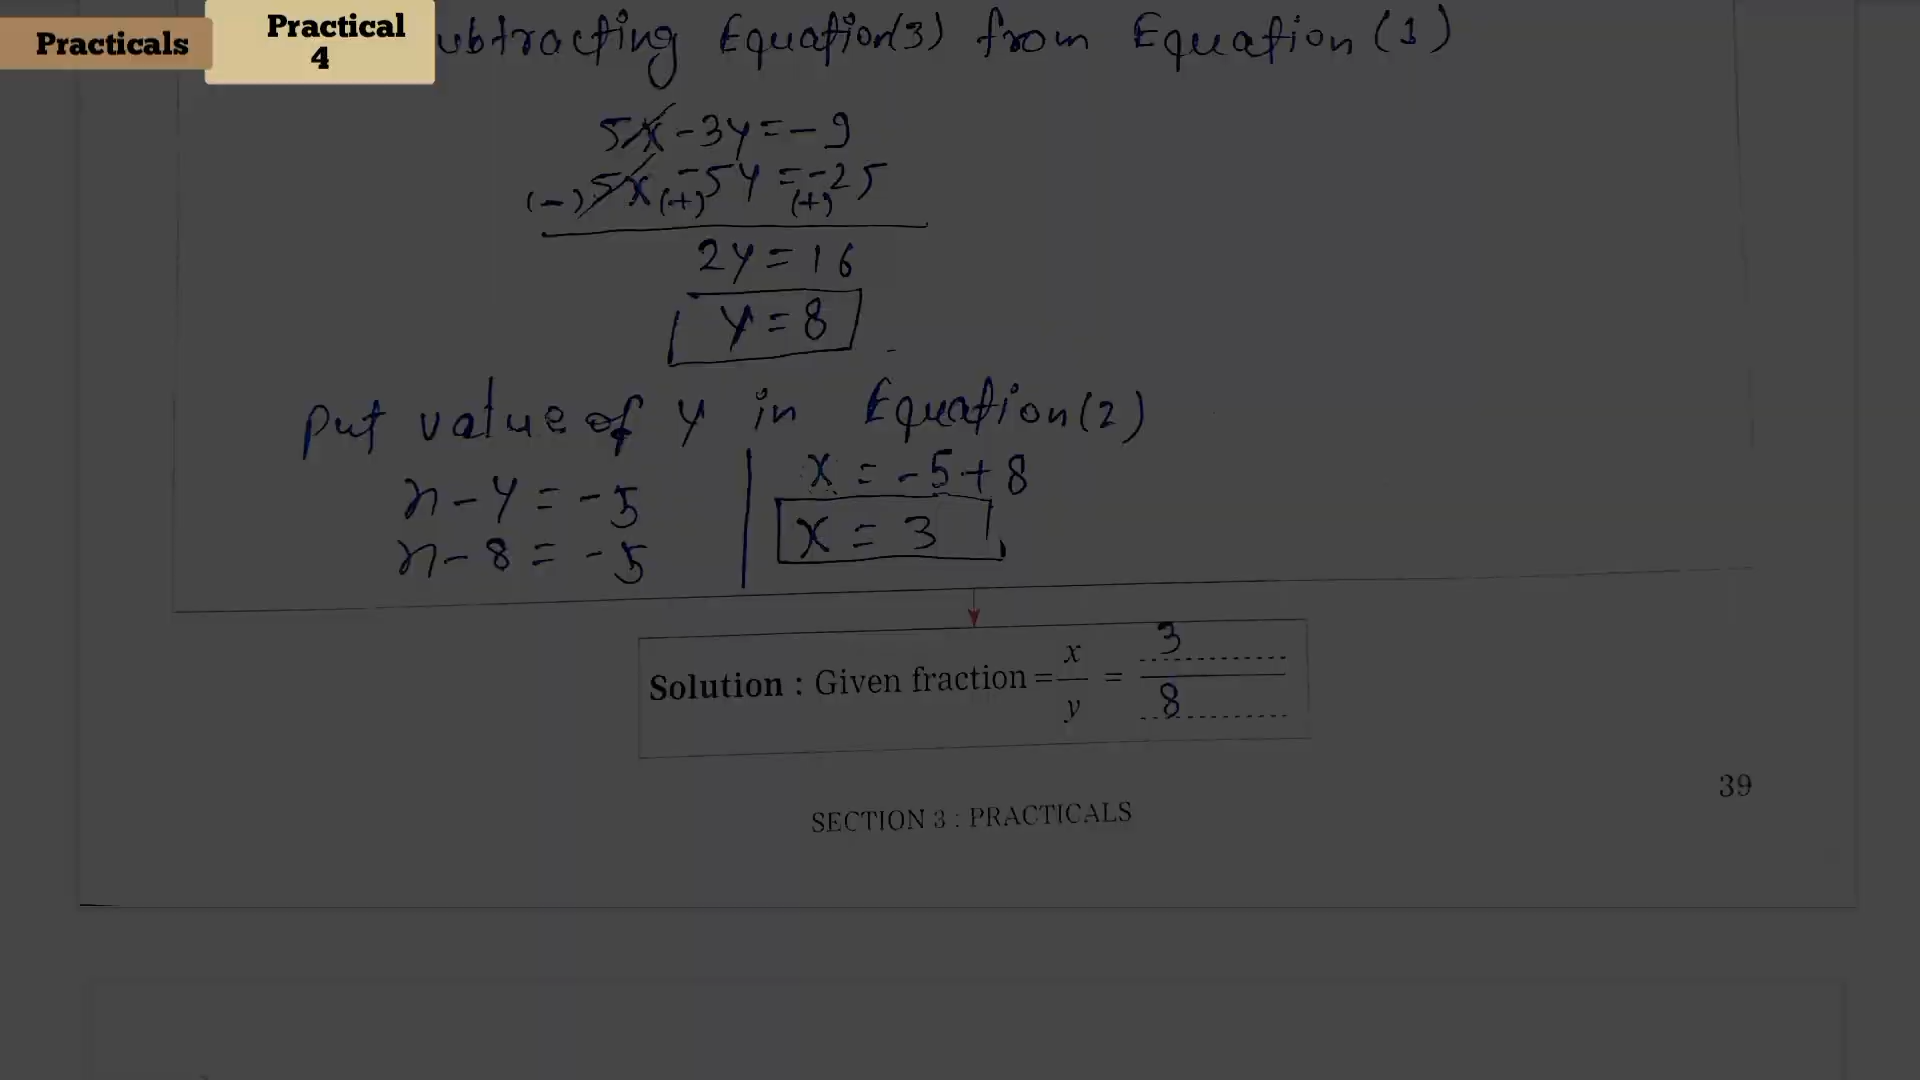 Practicals
Practical
4
ubtracting Equation(3) from Equation (1)
5x-3y=-9
(-)5x(+)-5y=(+)-25
2y=16
y=8
Put value of y in Equation(2)
x-y=-5
x-8=-5
x=-5+8
x=3
Solution : Given fraction = x/y = 3/8
39
SECTION 3 : PRACTICALS